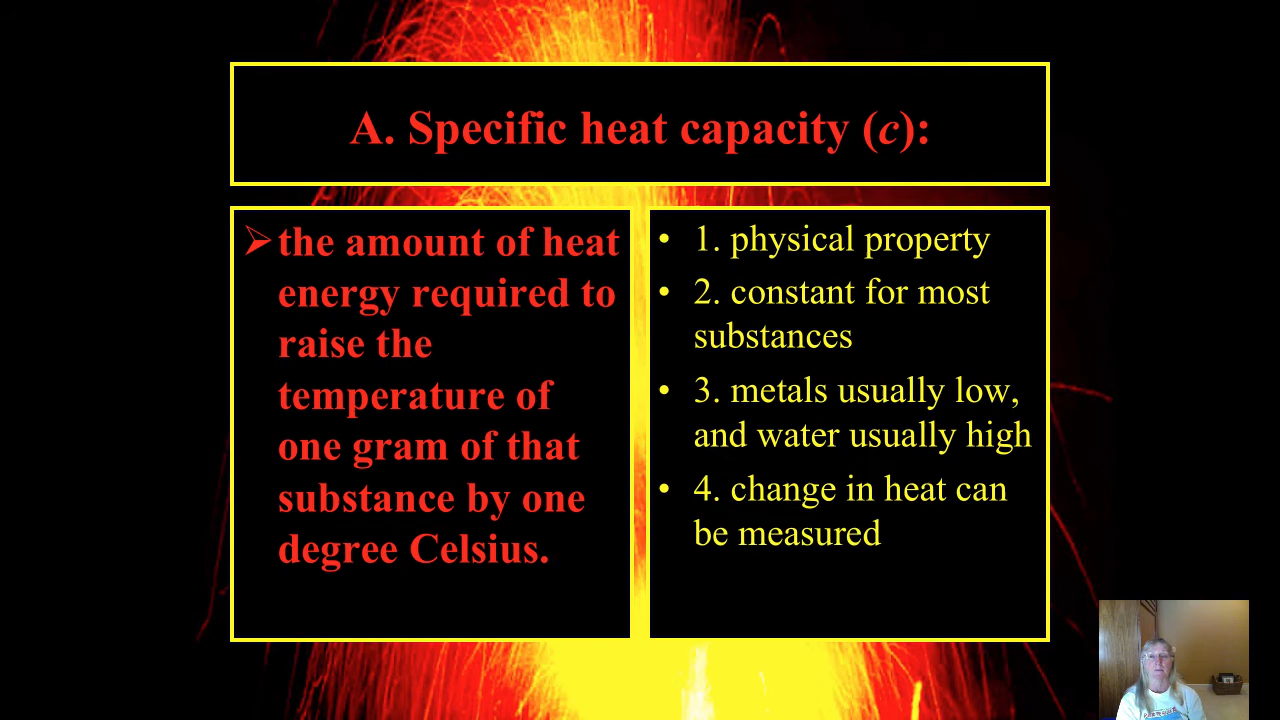 A. Specific heat capacity (c):
➢ the amount of heat
energy required to
raise the
temperature of
one gram of that
substance by one
degree Celsius.
• 1. physical property
• 2. constant for most
substances
• 3. metals usually low,
and water usually high
• 4. change in heat can
be measured